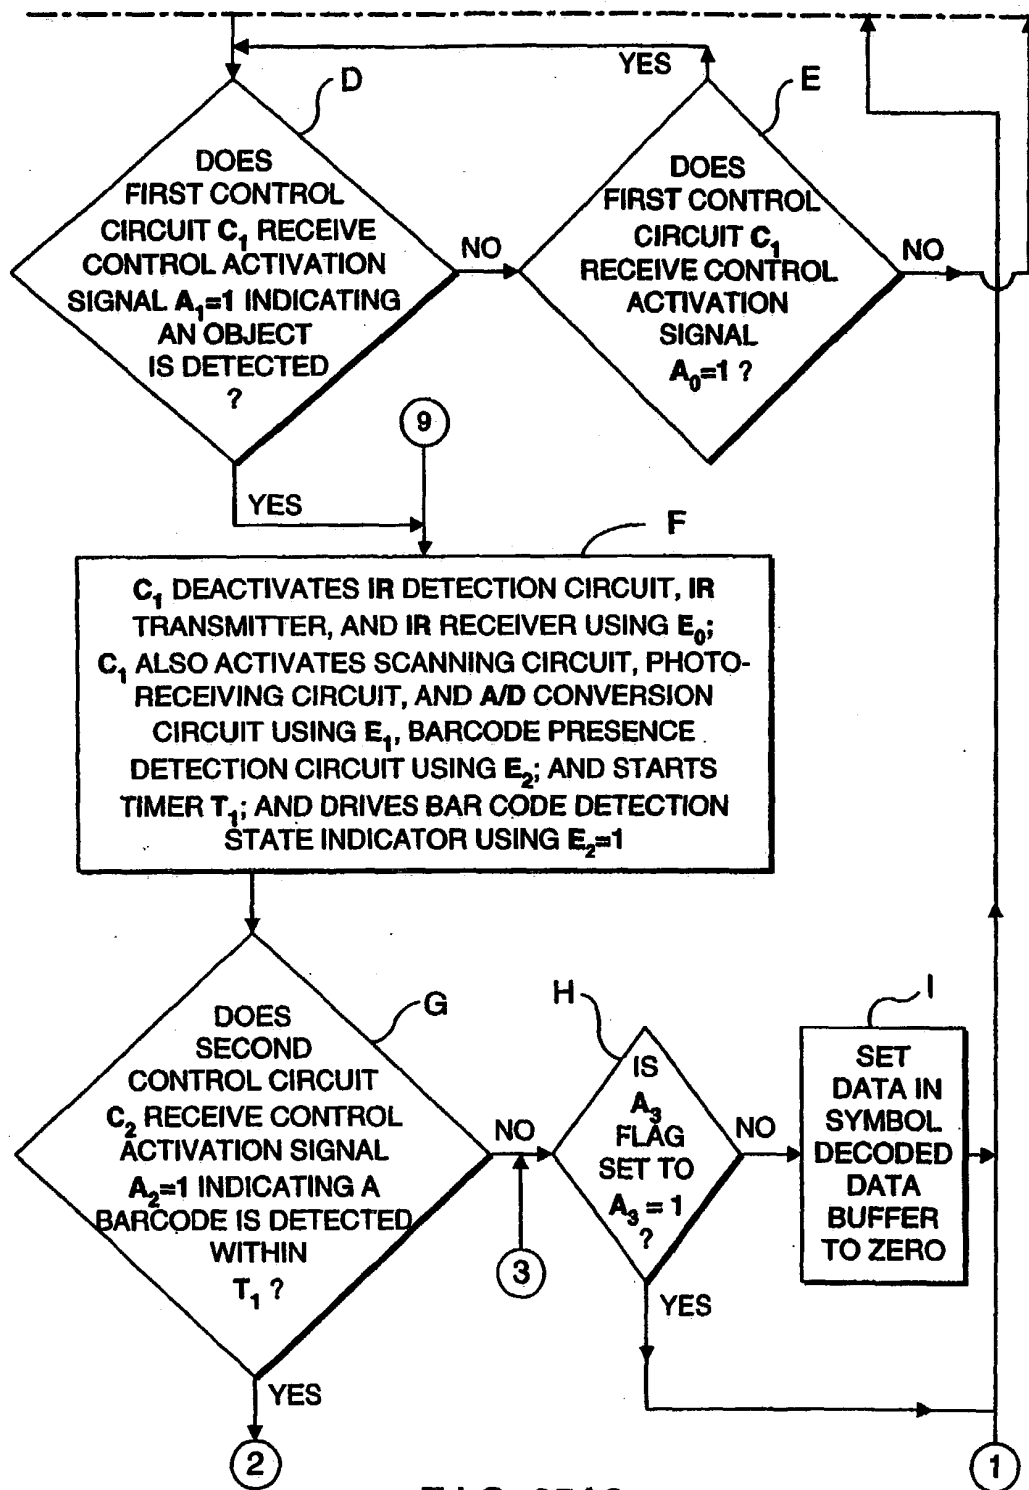 YES
D
E
DOES
FIRST CONTROL
CIRCUIT C₁ RECEIVE
CONTROL ACTIVATION
SIGNAL A₁=1 INDICATING
AN OBJECT
IS DETECTED
?
NO
DOES
FIRST CONTROL
CIRCUIT C₁
RECEIVE CONTROL
ACTIVATION
SIGNAL
A₀=1 ?
NO
9
YES
F
C₁ DEACTIVATES IR DETECTION CIRCUIT, IR
TRANSMITTER, AND IR RECEIVER USING E₀;
C₁ ALSO ACTIVATES SCANNING CIRCUIT, PHOTO-
RECEIVING CIRCUIT, AND A/D CONVERSION
CIRCUIT USING E₁, BARCODE PRESENCE
DETECTION CIRCUIT USING E₂; AND STARTS
TIMER T₁; AND DRIVES BAR CODE DETECTION
STATE INDICATOR USING E₂=1
G
DOES
SECOND
CONTROL CIRCUIT
C₂ RECEIVE CONTROL
ACTIVATION SIGNAL
A₂=1 INDICATING A
BARCODE IS DETECTED
WITHIN
T₁ ?
NO
3
H
IS
A₃
FLAG
SET TO
A₃ = 1
?
NO
I
SET
DATA IN
SYMBOL
DECODED
DATA
BUFFER
TO ZERO
YES
YES
2
1